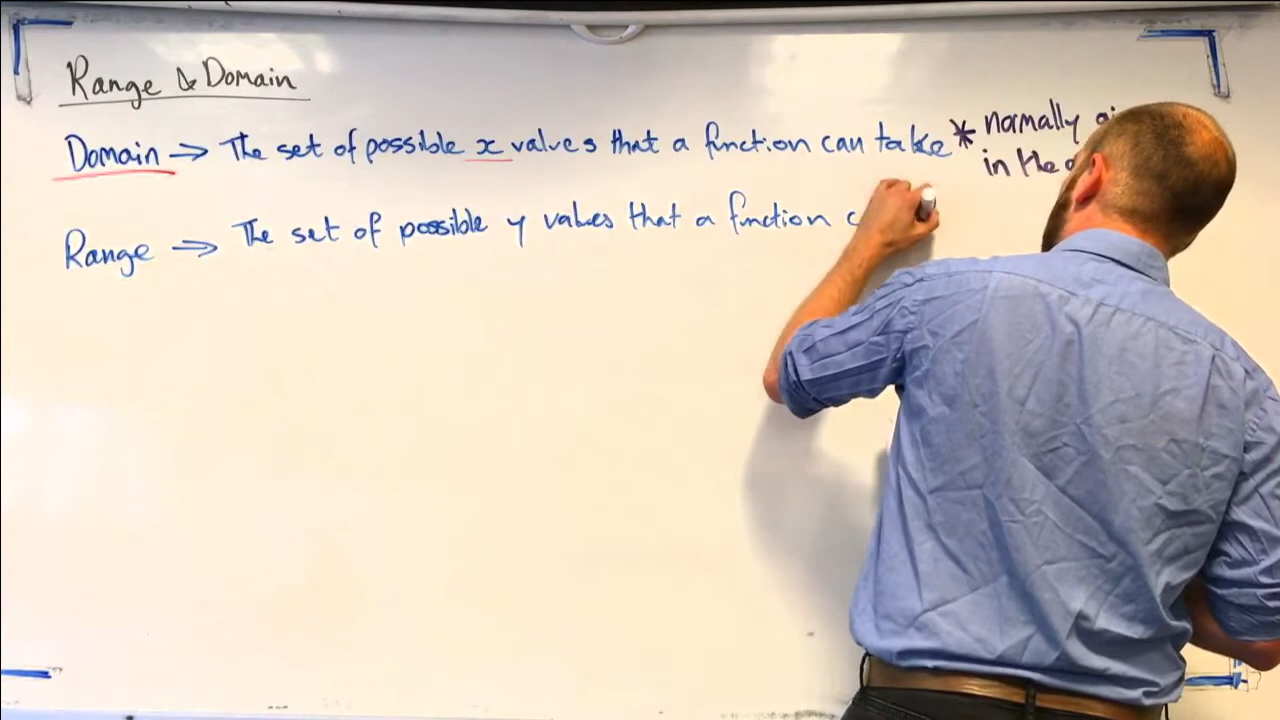 Range & Domain
Domain → The set of possible x values that a function can take * normally
in the
Range → The set of possible y values that a function